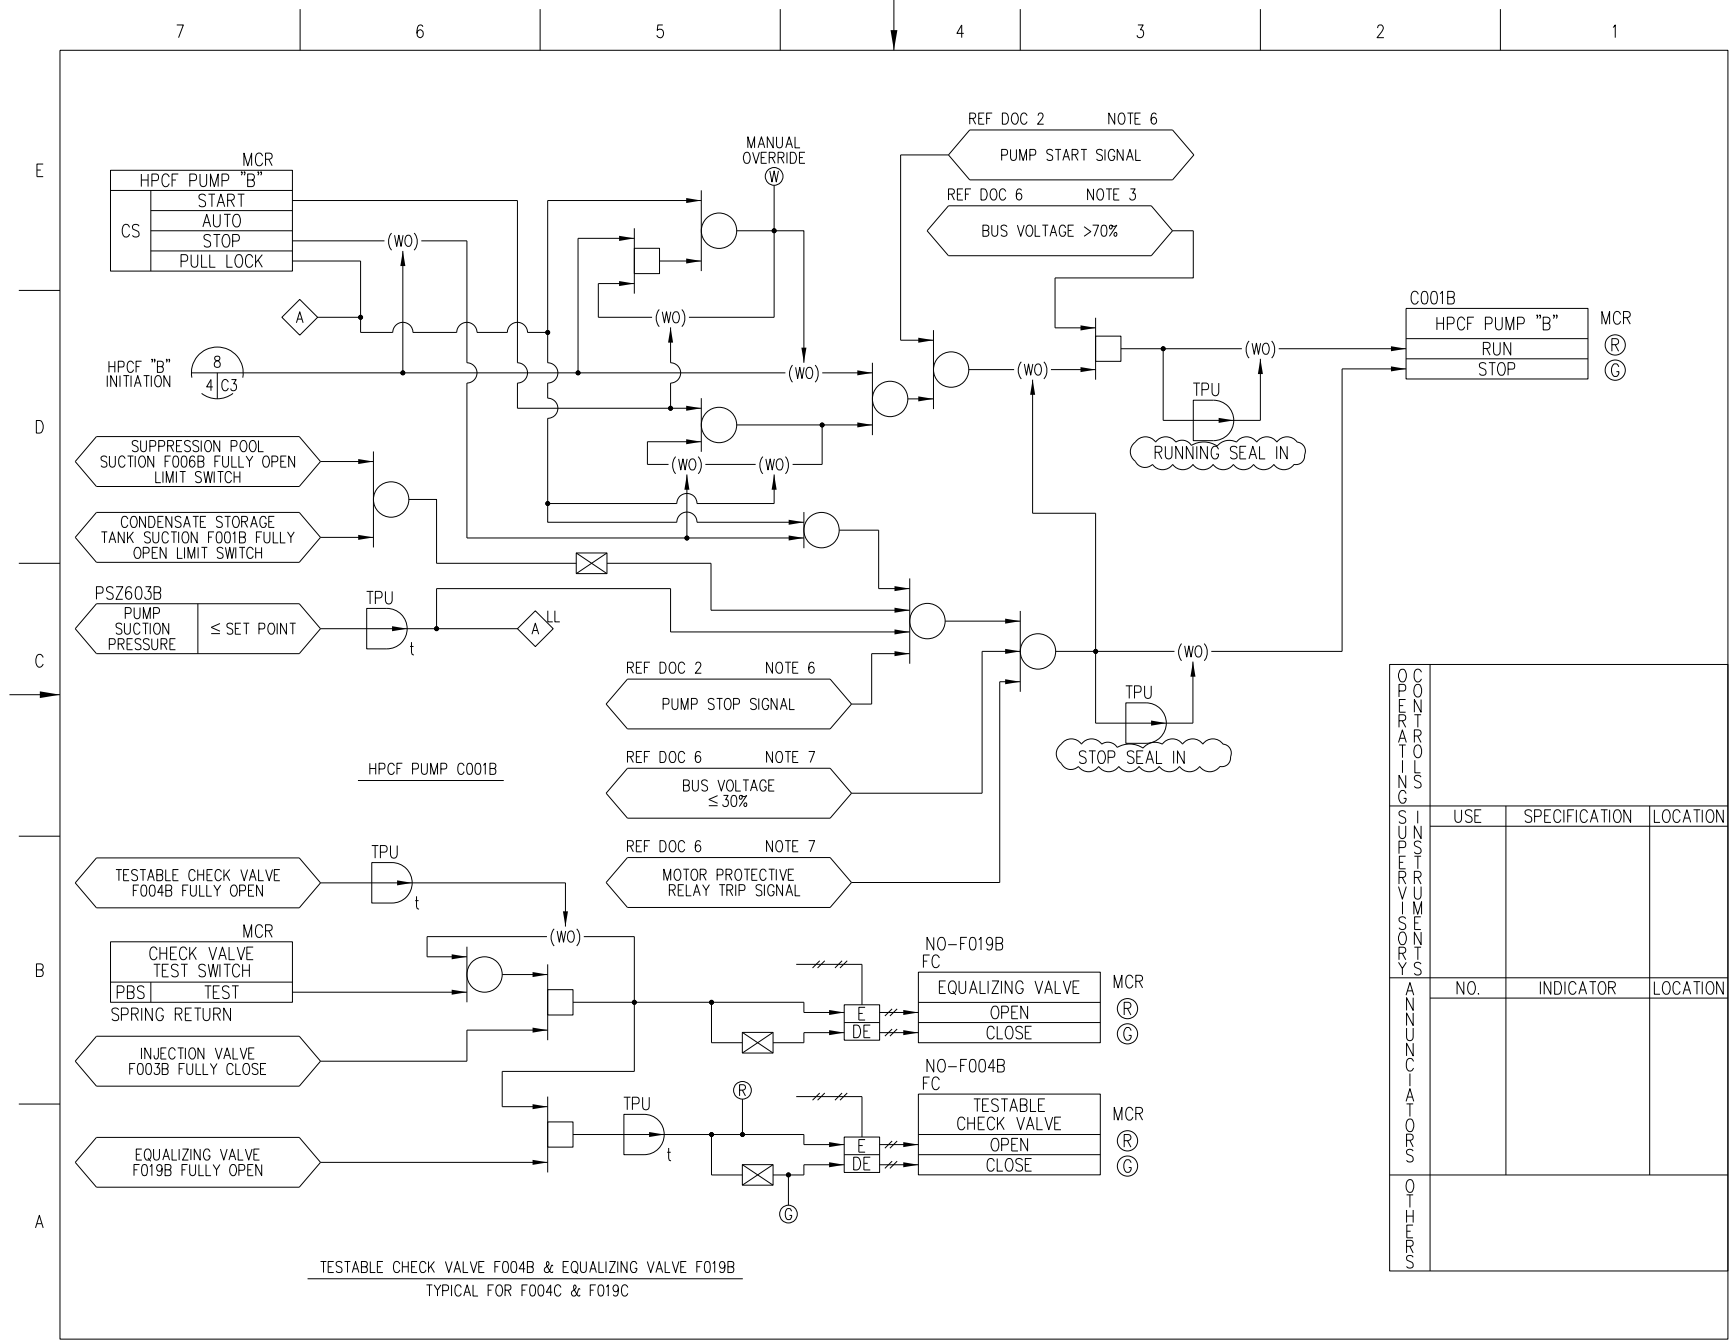 7 6 5 4 3 2 1
E
D
C
B
A
MCR
HPCF PUMP "B"
CS
START
AUTO
STOP
PULL LOCK
(WO)
A
HPCF "B"
INITIATION
8
4 C3
MANUAL
OVERRIDE
W
(WO)
(WO)
(WO)
(WO)
REF DOC 2 NOTE 6
PUMP START SIGNAL
REF DOC 6 NOTE 3
BUS VOLTAGE >70%
(WO)
(WO)
TPU
RUNNING SEAL IN
C001B
HPCF PUMP "B"
RUN
STOP
MCR
R
G
SUPPRESSION POOL
SUCTION F006B FULLY OPEN
LIMIT SWITCH
CONDENSATE STORAGE
TANK SUCTION F001B FULLY
OPEN LIMIT SWITCH
PSZ603B
PUMP
SUCTION
PRESSURE
≤ SET POINT
TPU
t
A
LL
REF DOC 2 NOTE 6
PUMP STOP SIGNAL
REF DOC 6 NOTE 7
BUS VOLTAGE
≤ 30%
REF DOC 6 NOTE 7
MOTOR PROTECTIVE
RELAY TRIP SIGNAL
(WO)
TPU
STOP SEAL IN
HPCF PUMP C001B
TESTABLE CHECK VALVE
F004B FULLY OPEN
TPU
t
MCR
CHECK VALVE
TEST SWITCH
PBS TEST
SPRING RETURN
(WO)
INJECTION VALVE
F003B FULLY CLOSE
EQUALIZING VALVE
F019B FULLY OPEN
TPU
t
R
G
E
DE
NO-F019B
FC
EQUALIZING VALVE
OPEN
CLOSE
MCR
R
G
E
DE
NO-F004B
FC
TESTABLE
CHECK VALVE
OPEN
CLOSE
MCR
R
G
TESTABLE CHECK VALVE F004B & EQUALIZING VALVE F019B
TYPICAL FOR F004C & F019C
OPERATING
CONTROLS
SUPERVISORY
INSTRUMENTS
USE SPECIFICATION LOCATION
ANNUNCIATORS
NO. INDICATOR LOCATION
OTHERS